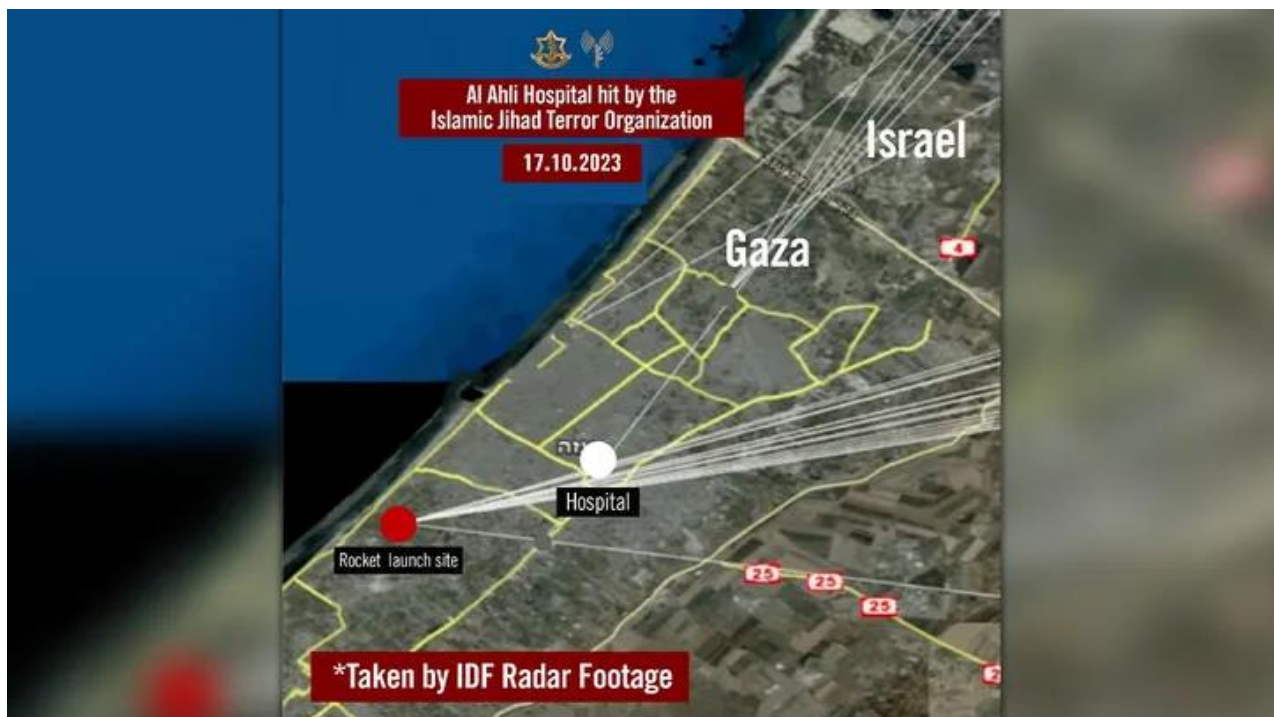 Al Ahli Hospital hit by the
Islamic Jihad Terror Organization
17.10.2023
Israel
Gaza
4
Hospital
Rocket launch site
25
25
25
*Taken by IDF Radar Footage